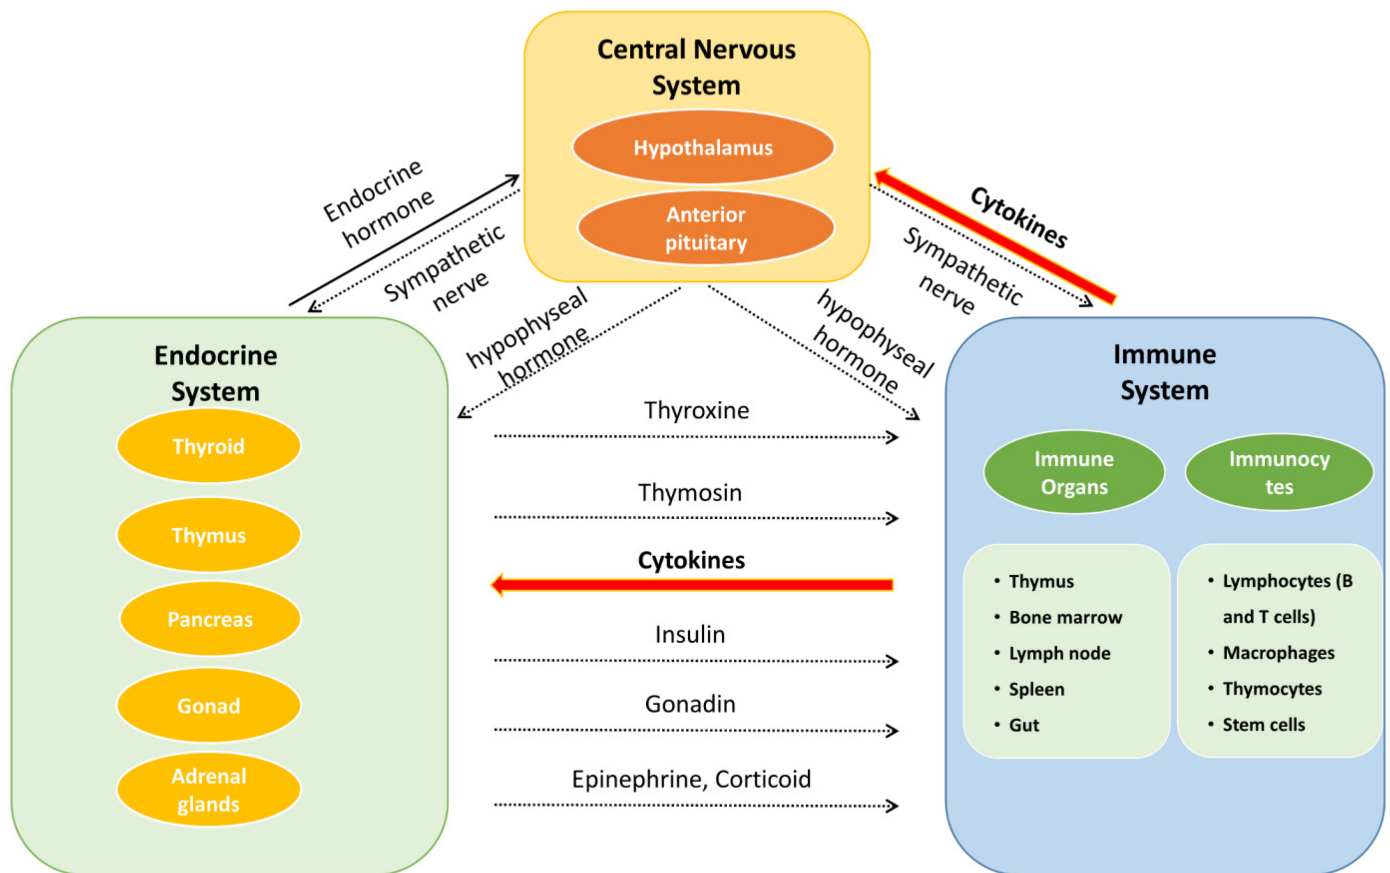 Central Nervous
System
Hypothalamus
Anterior
pituitary
Endocrine
hormone
Sympathetic
nerve
hypophyseal
hormone
Cytokines
Sympathetic
nerve
hypophyseal
hormone
Endocrine
System
Thyroid
Thymus
Pancreas
Gonad
Adrenal
glands
Thyroxine
Thymosin
Cytokines
Insulin
Gonadin
Epinephrine, Corticoid
Immune
System
Immune
Organs
• Thymus
• Bone marrow
• Lymph node
• Spleen
• Gut
Immunocy
tes
• Lymphocytes (B
and T cells)
• Macrophages
• Thymocytes
• Stem cells